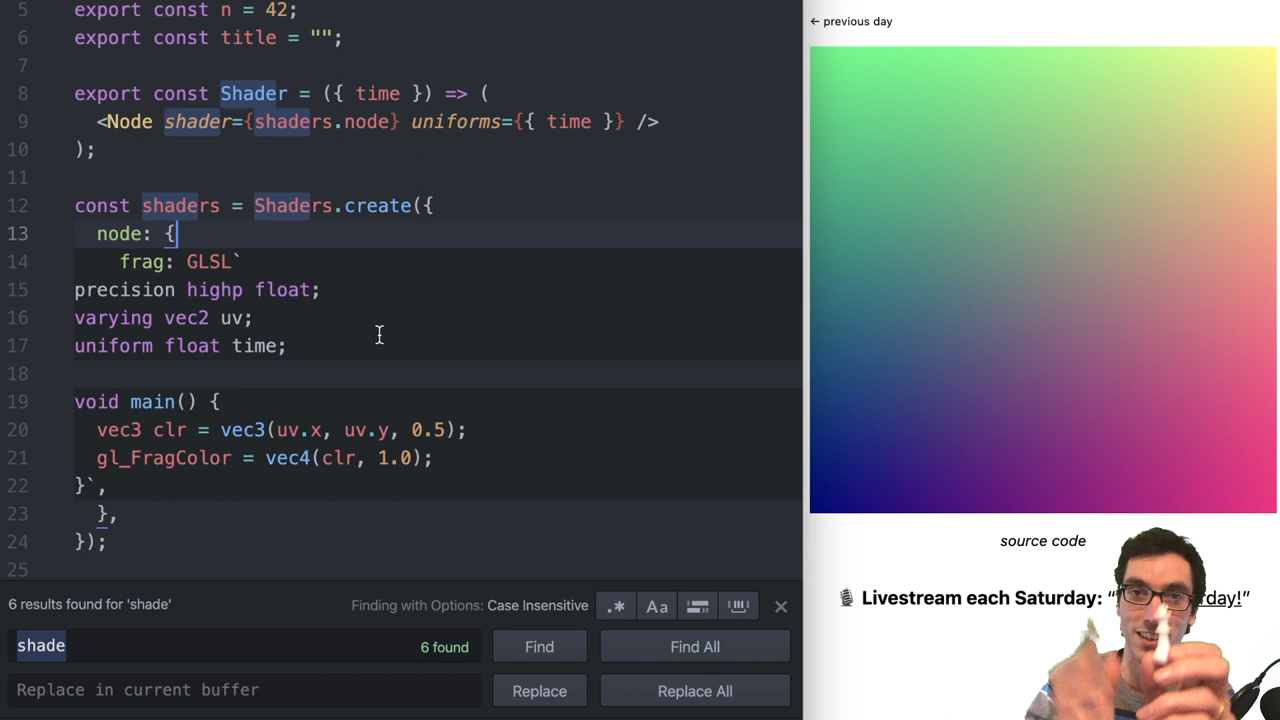 5 export const n = 42;
6 export const title = "";
7
8 export const Shader = ({ time }) => (
9 <Node shader={shaders.node} uniforms={{ time }} />
10 );
11
12 const shaders = Shaders.create({
13 node: {
14 frag: GLSL`
15 precision highp float;
16 varying vec2 uv;
17 uniform float time;
18
19 void main() {
20 vec3 clr = vec3(uv.x, uv.y, 0.5);
21 gl_FragColor = vec4(clr, 1.0);
22 }`,
23 },
24 });
25
6 results found for 'shade'
Finding with Options: Case Insensitive
.*
Aa
shade
6 found
Find
Find All
Replace in current buffer
Replace
Replace All
← previous day
source code
🎙️ Livestream each Saturday: “ rday!”